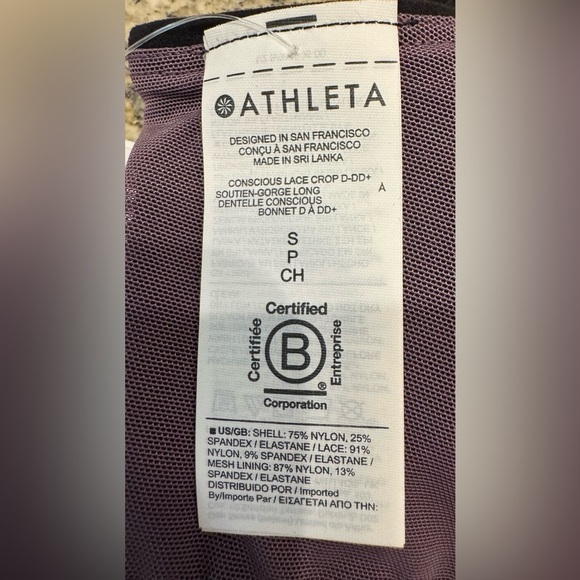 ATHLETA
DESIGNED IN SAN FRANCISCO
CONÇU À SAN FRANCISCO
MADE IN SRI LANKA
CONSCIOUS LACE CROP D-DD+
SOUTIEN-GORGE LONG À
DENTELLE CONSCIOUS
BONNET D À DD+
S
P
CH
Certified
Certifiée
B
Entreprise
®
Corporation
■ US/GB: SHELL: 75% NYLON, 25%
SPANDEX / ELASTANE / LACE: 91%
NYLON, 9% SPANDEX / ELASTANE /
MESH LINING: 87% NYLON, 13%
SPANDEX / ELASTANE
DISTRIBUIDO POR / Imported
By/Importe Par / ΕΙΣΑΓΕΤΑΙ ΑΠΟ ΤΗΝ: